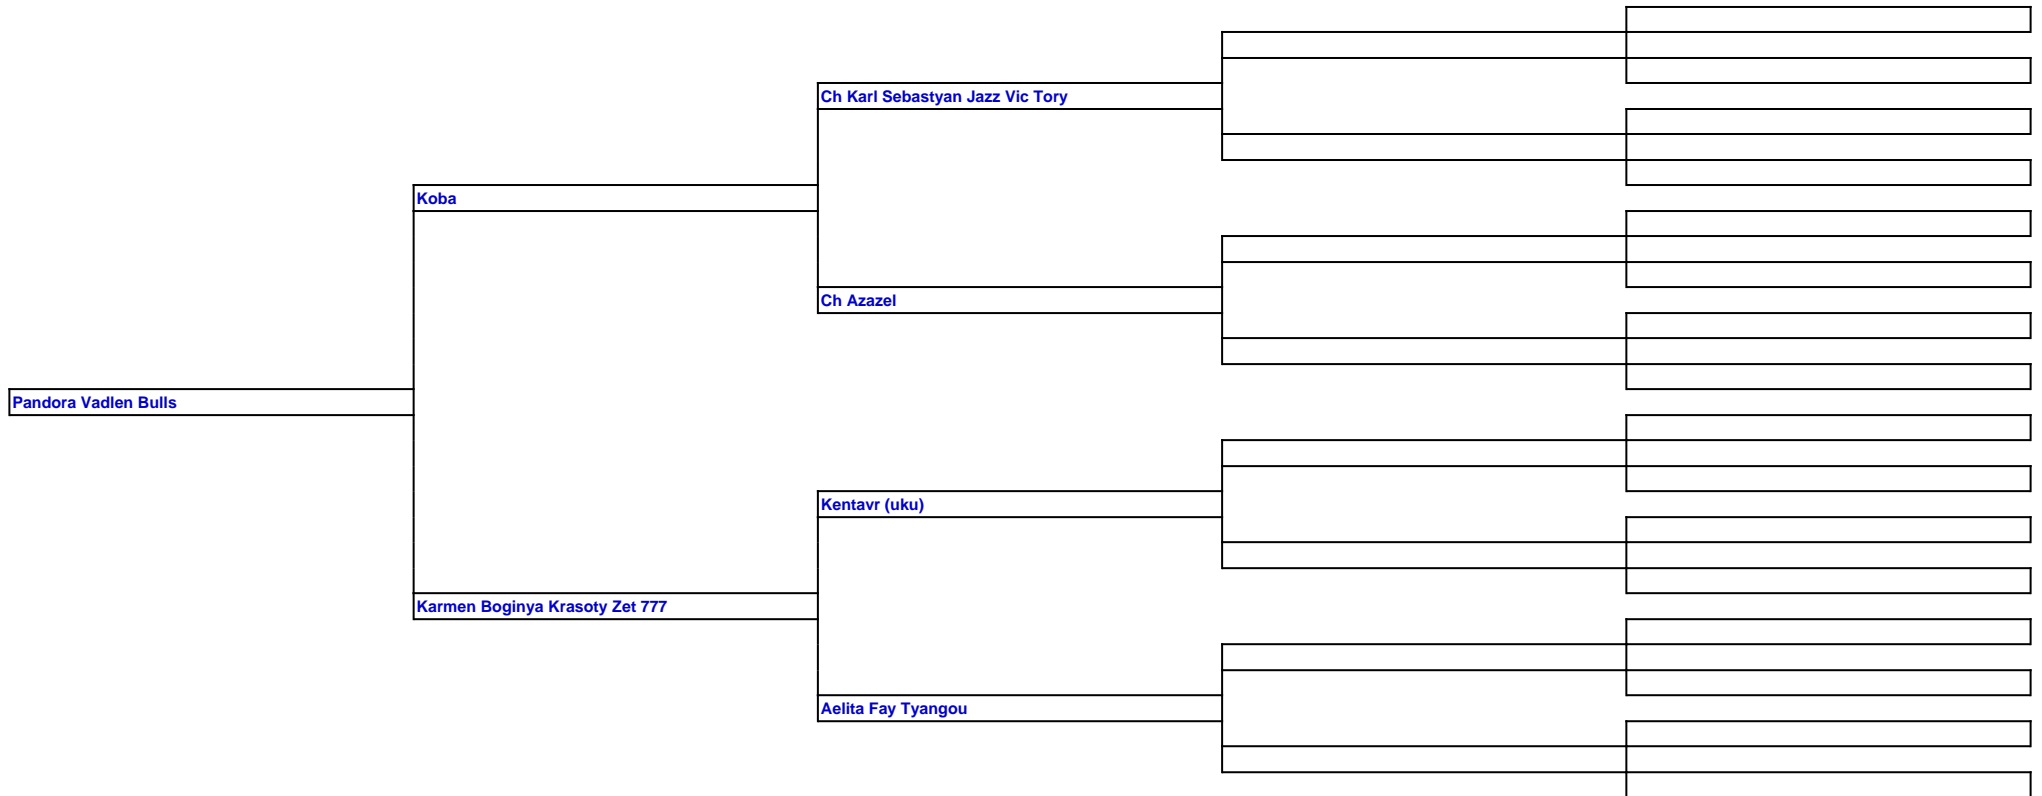 Ch Karl Sebastyan Jazz Vic Tory
Koba
Ch Azazel
Pandora Vadlen Bulls
Kentavr (uku)
Karmen Boginya Krasoty Zet 777
Aelita Fay Tyangou